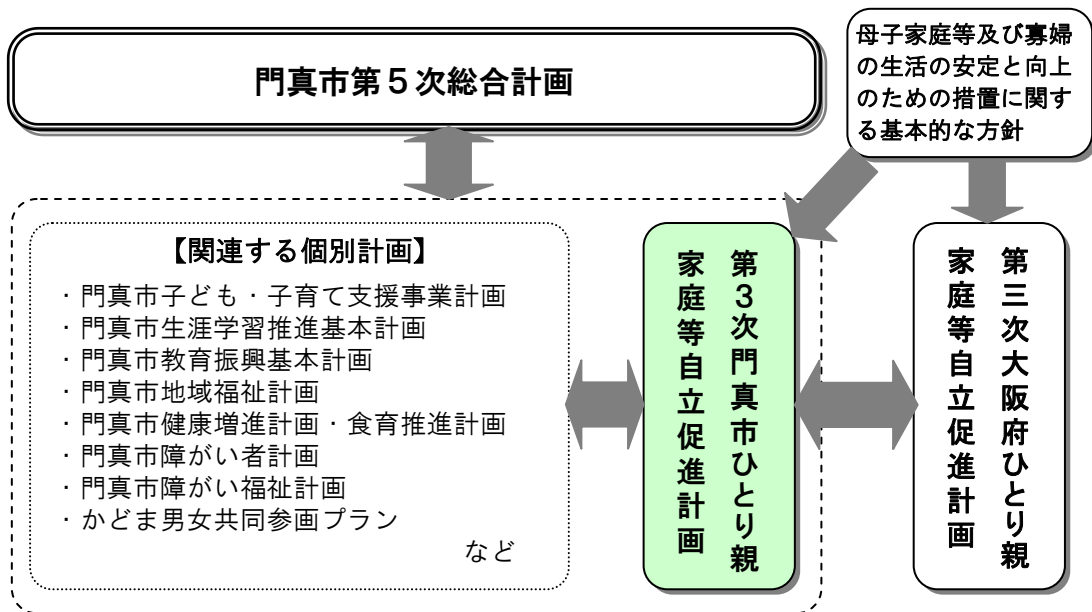 門真市第５次総合計画
母子家庭等及び寡婦
の生活の安定と向上
のための措置に関す
る基本的な方針
【関連する個別計画】
・門真市子ども・子育て支援事業計画
・門真市生涯学習推進基本計画
・門真市教育振興基本計画
・門真市地域福祉計画
・門真市健康増進計画・食育推進計画
・門真市障がい者計画
・門真市障がい福祉計画
・かどま男女共同参画プラン
など
第３次門真市ひとり親
家庭等自立促進計画
第三次大阪府ひとり親
家庭等自立促進計画